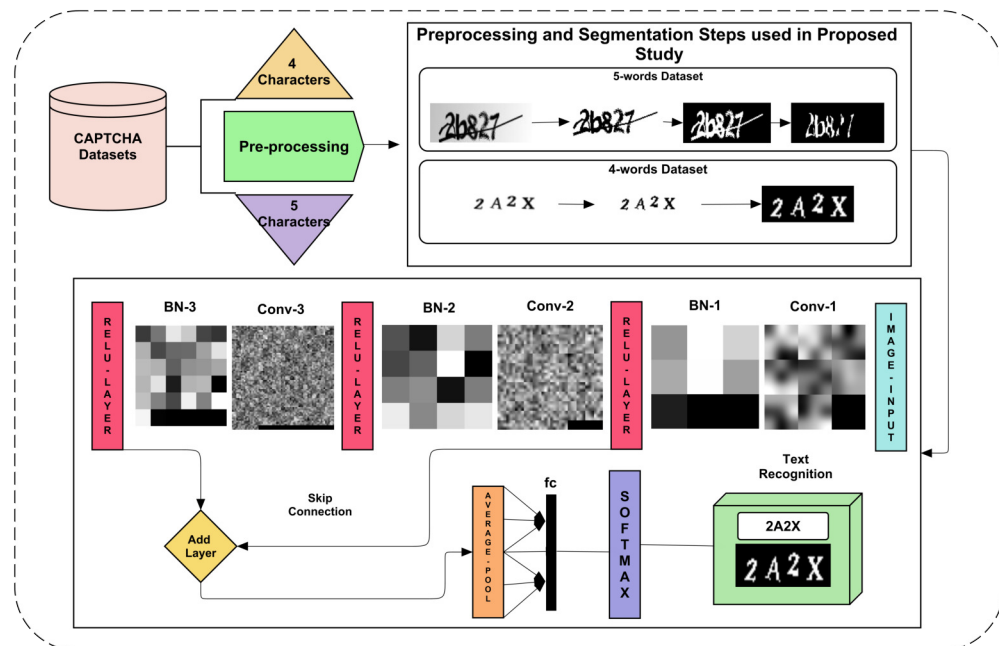 4
Characters
CAPTCHA
Datasets
Pre-processing
5
Characters
Preprocessing and Segmentation Steps used in Proposed
Study
5-words Dataset
2b827
2b827
2b827
2b827
4-words Dataset
2 A 2 X
2 A 2 X
2 A 2 X
RELU-LAYER
BN-3
Conv-3
RELU-LAYER
BN-2
Conv-2
RELU-LAYER
BN-1
Conv-1
IMAGE-INPUT
Skip
Connection
Add
Layer
AVERAGE-POOL
fc
SOFTMAX
Text
Recognition
2A2X
2 A 2 X